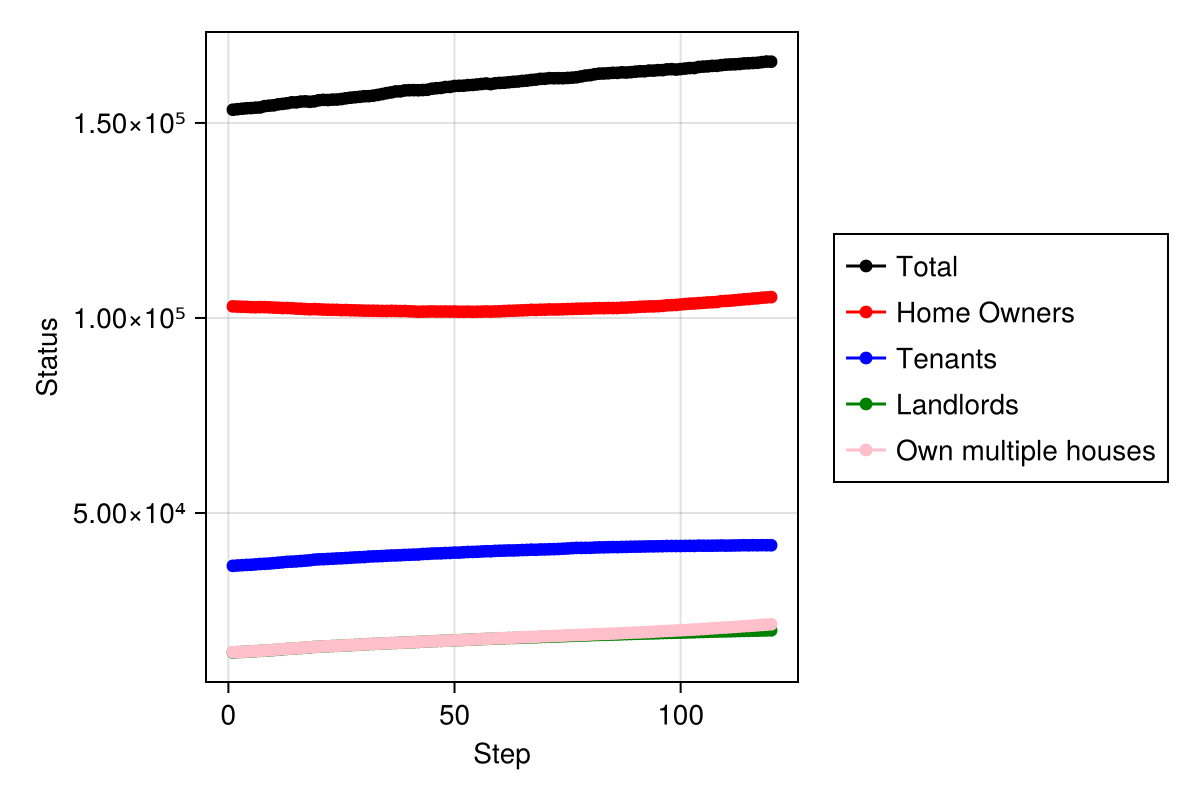 1.50×10⁵
1.00×10⁵
5.00×10⁴
Status
0 50 100
Step
Total
Home Owners
Tenants
Landlords
Own multiple houses